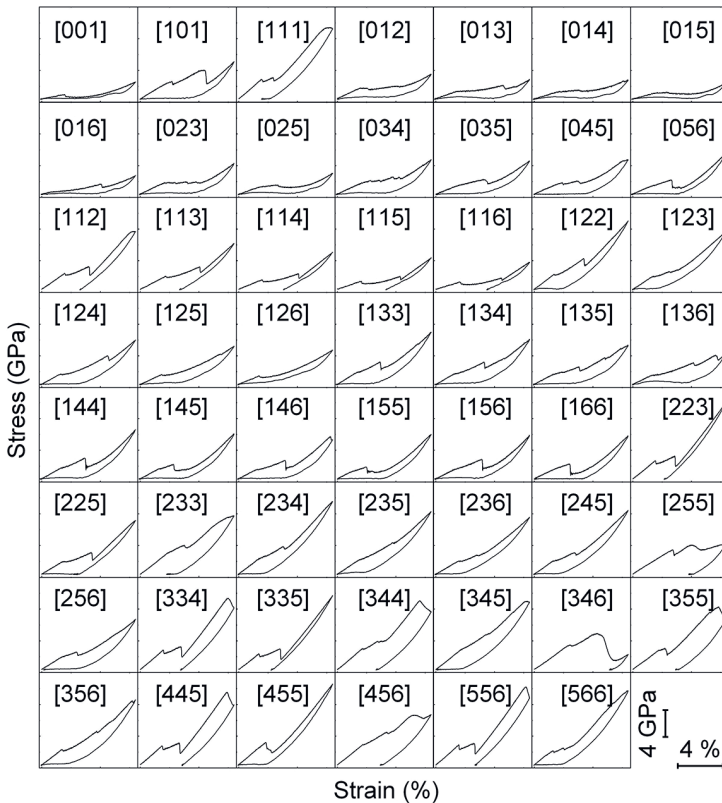 [001] [101] [111] [012] [013] [014] [015]
[016] [023] [025] [034] [035] [045] [056]
[112] [113] [114] [115] [116] [122] [123]
[124] [125] [126] [133] [134] [135] [136]
[144] [145] [146] [155] [156] [166] [223]
[225] [233] [234] [235] [236] [245] [255]
[256] [334] [335] [344] [345] [346] [355]
[356] [445] [455] [456] [556] [566]
Stress (GPa)
4 GPa
4 %
Strain (%)